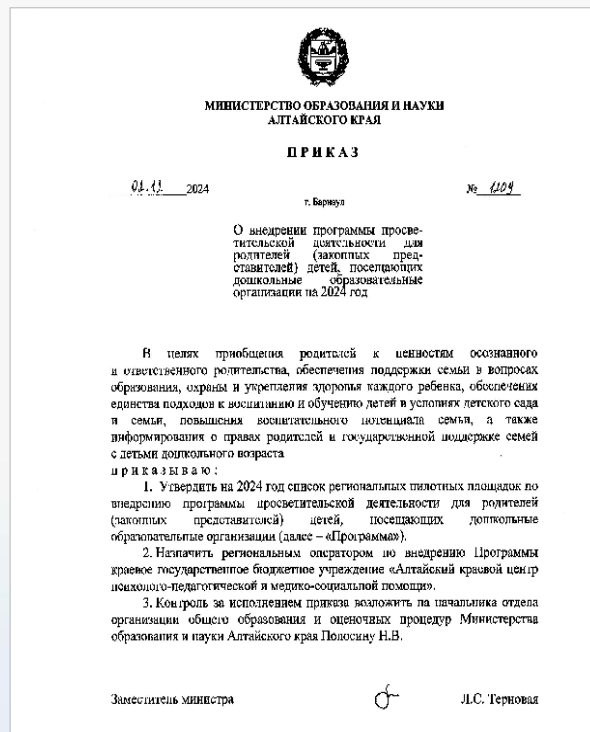 МИНИСТЕРСТВО ОБРАЗОВАНИЯ И НАУКИ
АЛТАЙСКОГО КРАЯ
ПРИКАЗ
2024
№ 1209
г. Барнаул
О внедрении программы просве-
тительской деятельности для
родителей (законных пред-
ставителей) детей, посещающих
дошкольные образовательные
организации на 2024 год
В целях приобщения родителей к ценностям осознанного
и ответственного родительства, обеспечения поддержки семьи в вопросах
образования, охраны и укрепления здоровья каждого ребенка, обеспечения
единства подходов к воспитанию и обучению детей в условиях детского сада
и семьи, повышения воспитательного потенциала семьи, а также
информирования о правах родителей и государственной поддержке семей
с детьми дошкольного возраста
приказываю:
1. Утвердить на 2024 год список региональных пилотных площадок по
внедрению программы просветительской деятельности для родителей
(законных представителей) детей, посещающих дошкольные
образовательные организации (далее – «Программа»).
2. Назначить региональным оператором по внедрению Программы
краевое государственное бюджетное учреждение «Алтайский краевой центр
психолого-педагогической и медико-социальной помощи».
3. Контроль за исполнением приказа возложить на начальника отдела
организации общего образования и оценочных процедур Министерства
образования и науки Алтайского края Полосину Н.В.
Заместитель министра
Л.С. Терновая